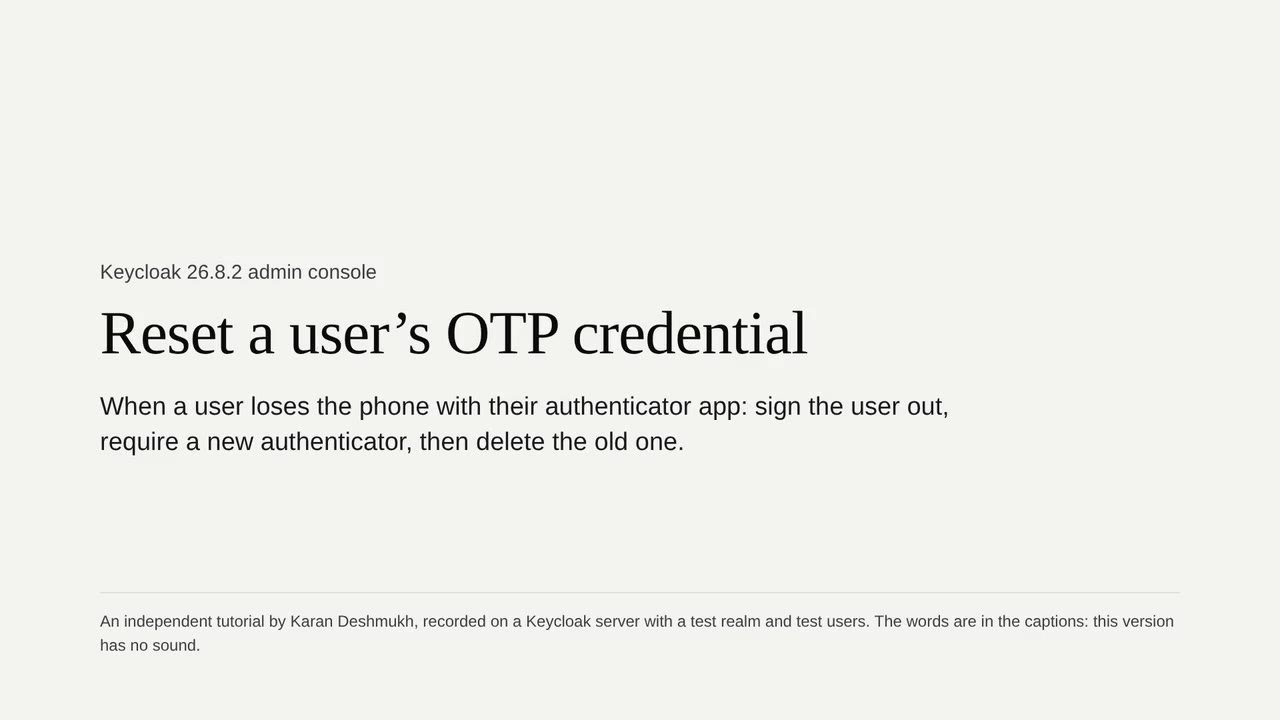 Keycloak 26.8.2 admin console
Reset a user’s OTP credential
When a user loses the phone with their authenticator app: sign the user out,
require a new authenticator, then delete the old one.
An independent tutorial by Karan Deshmukh, recorded on a Keycloak server with a test realm and test users. The words are in the captions: this version
has no sound.